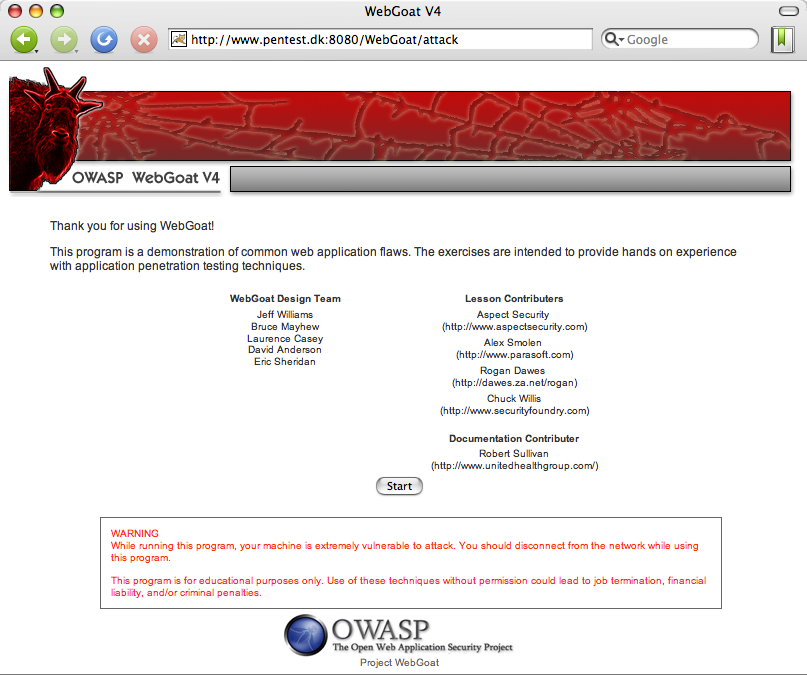 WebGoat V4
http://www.pentest.dk:8080/WebGoat/attack
Google
OWASP WebGoat V4
Thank you for using WebGoat!
This program is a demonstration of common web application flaws. The exercises are intended to provide hands on experience
with application penetration testing techniques.
WebGoat Design Team
Jeff Williams
Bruce Mayhew
Laurence Casey
David Anderson
Eric Sheridan
Lesson Contributers
Aspect Security
(http://www.aspectsecurity.com)
Alex Smolen
(http://www.parasoft.com)
Rogan Dawes
(http://dawes.za.net/rogan)
Chuck Willis
(http://www.securityfoundry.com)
Documentation Contributer
Robert Sullivan
(http://www.unitedhealthgroup.com/)
Start
WARNING
While running this program, your machine is extremely vulnerable to attack. You should disconnect from the network while using
this program.
This program is for educational purposes only. Use of these techniques without permission could lead to job termination, financial
liability, and/or criminal penalties.
OWASP
The Open Web Application Security Project
Project WebGoat